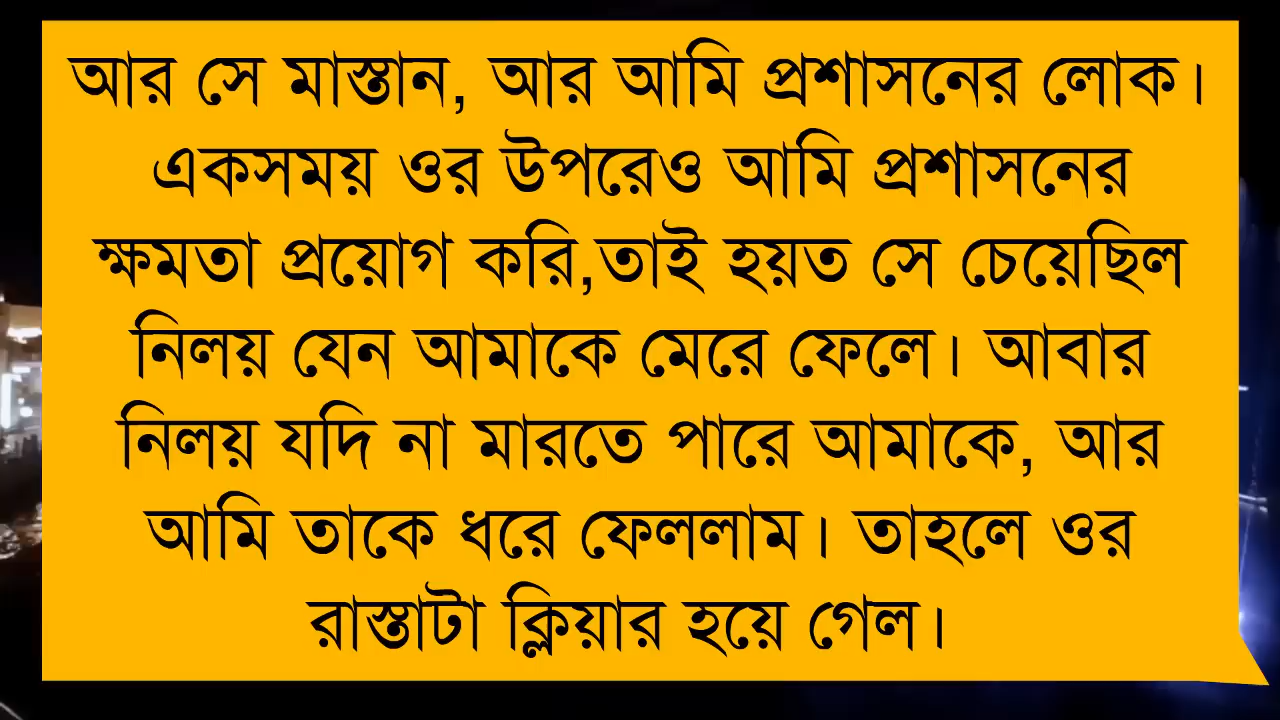 আর সে মাস্তান, আর আমি প্রশাসনের লোক।
একসময় ওর উপরেও আমি প্রশাসনের
ক্ষমতা প্রয়োগ করি,তাই হয়ত সে চেয়েছিল
নিলয় যেন আমাকে মেরে ফেলে। আবার
নিলয় যদি না মারতে পারে আমাকে, আর
আমি তাকে ধরে ফেললাম। তাহলে ওর
রাস্তাটা ক্লিয়ার হয়ে গেল।